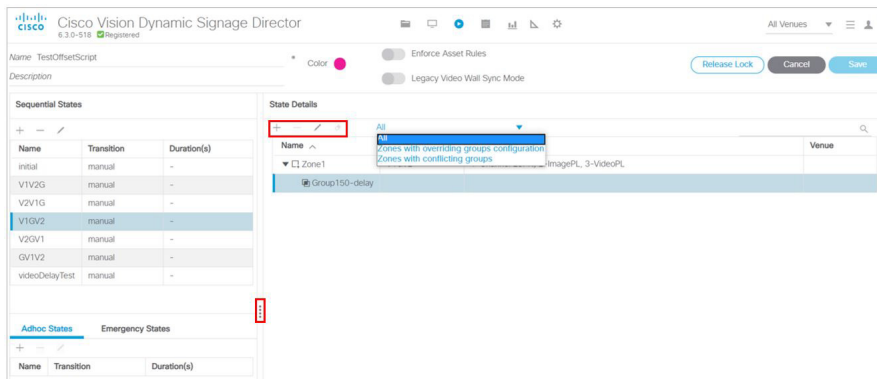 cisco
Cisco Vision Dynamic Signage Director
6.3.0-518 Registered
All Venues
Name TestOffsetScript
Description
*
Color
Enforce Asset Rules
Legacy Video Wall Sync Mode
Release Lock
Cancel
Save
Sequential States
Name Transition Duration(s)
initial manual -
V1V2G manual -
V2V1G manual -
V1GV2 manual -
V2GV1 manual -
GV1V2 manual -
videoDelayTest manual -
Adhoc States Emergency States
Name Transition Duration(s)
State Details
All
All
Zones with overriding groups configuration
Zones with conflicting groups
Name Venue
Zone1 -ImagePL, 3-VideoPL
Group150-delay